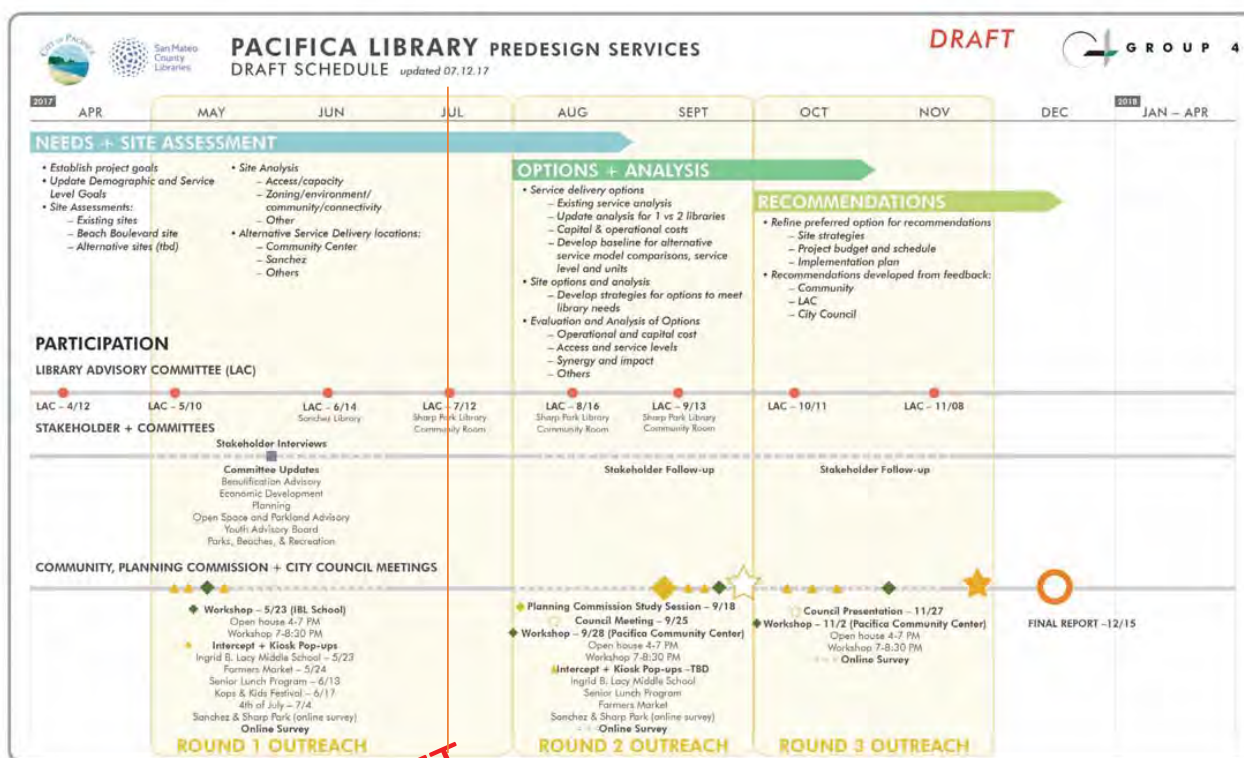 CITY OF PACIFICA
San Mateo
County
Libraries
PACIFICA LIBRARY PREDESIGN SERVICES
DRAFT SCHEDULE updated 07.12.17
DRAFT
GROUP 4
2017
2018
APR MAY JUN JUL AUG SEPT OCT NOV DEC JAN – APR
NEEDS + SITE ASSESSMENT
• Establish project goals
• Update Demographic and Service
Level Goals
• Site Assessments:
– Existing sites
– Beach Boulevard site
– Alternative sites (tbd)
• Site Analysis
– Access/capacity
– Zoning/environment/
community/connectivity
– Other
• Alternative Service Delivery locations:
– Community Center
– Sanchez
– Others
OPTIONS + ANALYSIS
• Service delivery options
– Existing service analysis
– Update analysis for 1 vs 2 libraries
– Capital & operational costs
– Develop baseline for alternative
service model comparisons, service
level and units
• Site options and analysis
– Develop strategies for options to meet
library needs
• Evaluation and Analysis of Options
– Operational and capital cost
– Access and service levels
– Synergy and impact
– Others
RECOMMENDATIONS
• Refine preferred option for recommendations
– Site strategies
– Project budget and schedule
– Implementation plan
• Recommendations developed from feedback:
– Community
– LAC
– City Council
PARTICIPATION
LIBRARY ADVISORY COMMITTEE (LAC)
LAC – 4/12
LAC – 5/10
LAC – 6/14
Sanchez Library
LAC – 7/12
Sharp Park Library
Community Room
LAC – 8/16
Sharp Park Library
Community Room
LAC – 9/13
Sharp Park Library
Community Room
LAC – 10/11
LAC – 11/08
STAKEHOLDER + COMMITTEES
Stakeholder Interviews
Committee Updates
Beautification Advisory
Economic Development
Planning
Open Space and Parkland Advisory
Youth Advisory Board
Parks, Beaches, & Recreation
Stakeholder Follow-up
Stakeholder Follow-up
COMMUNITY, PLANNING COMMISSION + CITY COUNCIL MEETINGS
Workshop – 5/23 (IBL School)
Open house 4-7 PM
Workshop 7-8:30 PM
Intercept + Kiosk Pop-ups
Ingrid B. Lacy Middle School – 5/23
Farmers Market – 5/24
Senior Lunch Program – 6/13
Kops & Kids Festival – 6/17
4th of July – 7/4
Sanchez & Sharp Park (online survey)
Online Survey
ROUND 1 OUTREACH
Planning Commission Study Session – 9/18
Council Meeting – 9/25
Workshop – 9/28 (Pacifica Community Center)
Open house 4-7 PM
Workshop 7-8:30 PM
Intercept + Kiosk Pop-ups –TBD
Ingrid B. Lacy Middle School
Senior Lunch Program
Farmers Market
Sanchez & Sharp Park (online survey)
Online Survey
ROUND 2 OUTREACH
Council Presentation – 11/27
Workshop – 11/2 (Pacifica Community Center)
Open house 4-7 PM
Workshop 7-8:30 PM
Online Survey
ROUND 3 OUTREACH
FINAL REPORT –12/15